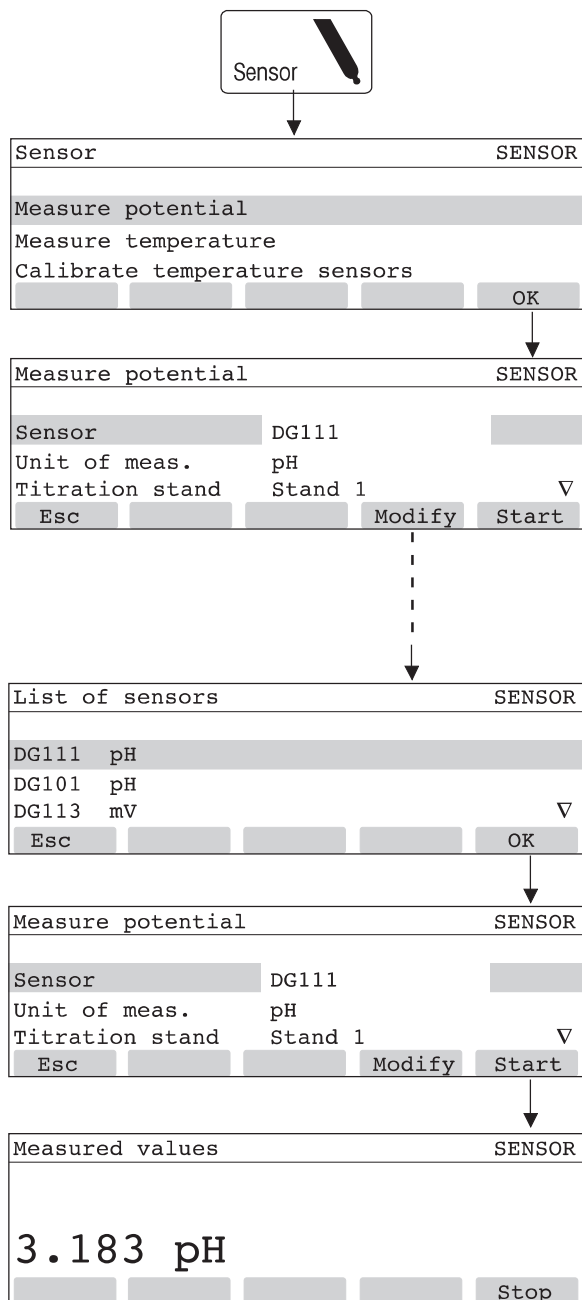 Sensor
Sensor SENSOR
Measure potential
Measure temperature
Calibrate temperature sensors
OK
Measure potential SENSOR
Sensor DG111
Unit of meas. pH
Titration stand Stand 1 ∇
Esc Modify Start
List of sensors SENSOR
DG111 pH
DG101 pH
DG113 mV ∇
Esc OK
Measure potential SENSOR
Sensor DG111
Unit of meas. pH
Titration stand Stand 1 ∇
Esc Modify Start
Measured values SENSOR
3.183 pH
Stop